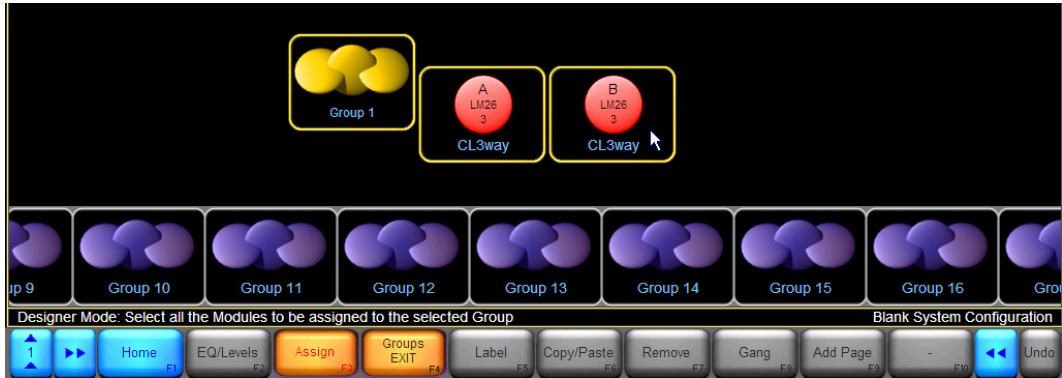 Group 1
A
LM26
3
CL3way
B
LM26
3
CL3way
up 9
Group 10
Group 11
Group 12
Group 13
Group 14
Group 15
Group 16
Gro
Designer Mode: Select all the Modules to be assigned to the selected Group
Blank System Configuration
1
Home
F1
EQ/Levels
F2
Assign
F3
Groups
EXIT
F4
Label
F5
Copy/Paste
F6
Remove
F7
Gang
F8
Add Page
F9
-
F10
Undo